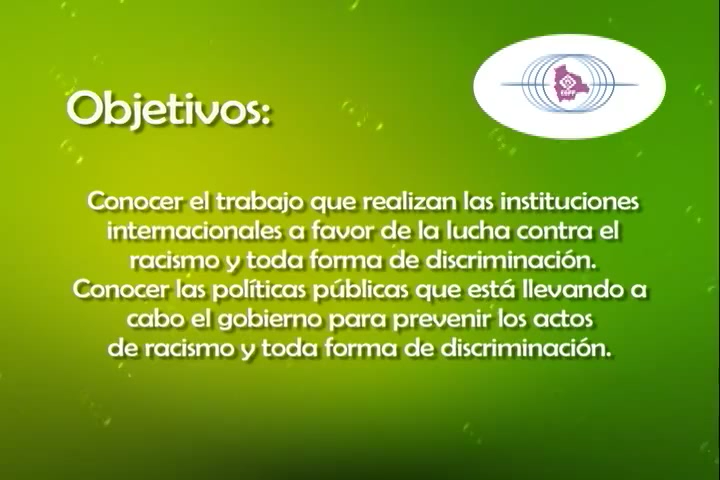 Objetivos:
EGPP
Conocer el trabajo que realizan las instituciones
internacionales a favor de la lucha contra el
racismo y toda forma de discriminación.
Conocer las políticas públicas que está llevando a
cabo el gobierno para prevenir los actos
de racismo y toda forma de discriminación.